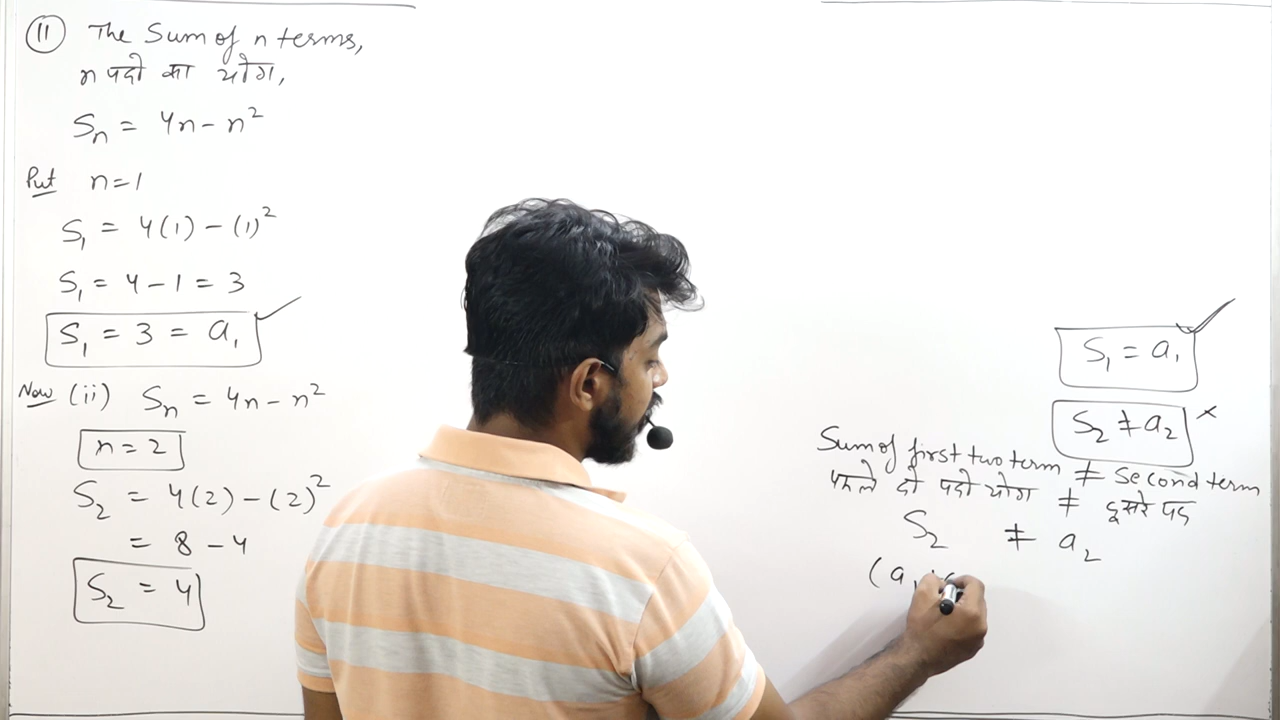 (11) The Sum of n terms,
n पदो का योग,
Sₙ = 4n - n²
Put n=1
S₁ = 4(1) - (1)²
S₁ = 4 - 1 = 3
S₁ = 3 = a₁
Now (ii) Sₙ = 4n - n²
n = 2
S₂ = 4(2) - (2)²
= 8 - 4
S₂ = 4
S₁ = a₁
S₂ ≠ a₂
Sum of first two term ≠ Second term
पहले दो पदो योग ≠ दूसरे पद
S₂ ≠ a₂
(a₁